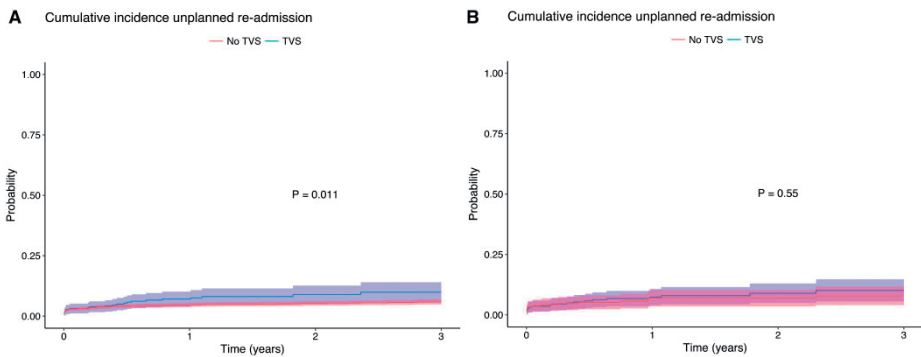 A
Cumulative incidence unplanned re-admission
No TVS TVS
1.00
0.75
0.50
0.25
0.00
Probability
P = 0.011
0 1 2 3
Time (years)
B
Cumulative incidence unplanned re-admission
No TVS TVS
1.00
0.75
0.50
0.25
0.00
Probability
P = 0.55
0 1 2 3
Time (years)